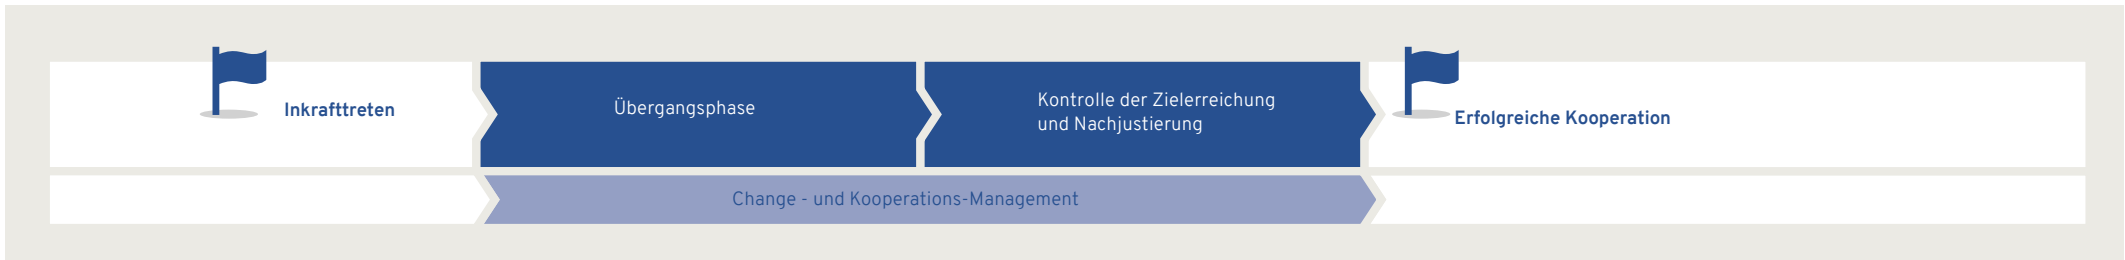 Inkrafttreten
Übergangsphase
Kontrolle der Zielerreichung
und Nachjustierung
Erfolgreiche Kooperation
Change - und Kooperations-Management